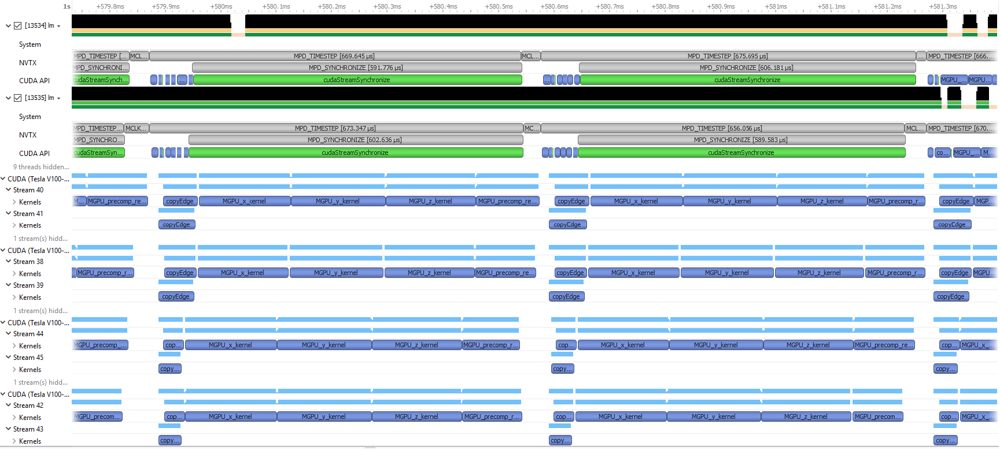 1s +579.8ms +579.9ms +580ms +580.1ms +580.2ms +580.3ms +580.4ms +580.5ms +580.6ms +580.7ms +580.8ms +580.9ms +581ms +581.1ms +581.2ms +581.3ms
[13534] lm
System
NVTX MPD_TIMESTEP [... MCL... MPD_TIMESTEP [669.645 µs] MCL... MPD_TIMESTEP [675.695 µs] ... MPD_TIMESTEP [666....
MPD_SYNCHRONI... MPD_SYNCHRONIZE [591.776 µs] MPD_SYNCHRONIZE [606.181 µs]
CUDA API cudaStreamSynch... ... cudaStreamSynchronize ... cudaStreamSynchronize MGPU_... MGPU...
[13535] lm
System
NVTX MPD_TIMESTEP... MCLK... MPD_TIMESTEP [673.347 µs] MC... MPD_TIMESTEP [656.056 µs] MCL... MPD_TIMESTEP [670....
MPD_SYNCHRO... MPD_SYNCHRONIZE [602.636 µs] MPD_SYNCHRONIZE [589.583 µs]
CUDA API cudaStreamSyn... cudaStreamSynchronize cudaStreamSynchronize co... MGPU_... M...
9 threads hidden...
CUDA (Tesla V100-...
Stream 40
Kernels M... MGPU_precomp_re... copyEdge MGPU_x_kernel MGPU_y_kernel MGPU_z_kernel MGPU_precomp_re... copyEdge MGPU_x_kernel MGPU_y_kernel MGPU_z_kernel MGPU_precomp_r... copyEdge MGP...
Stream 41
Kernels copyEdge copyEdge copyEdge
1 stream(s) hidd...
CUDA (Tesla V100-...
Stream 38
Kernels MGPU_precomp_r... copyEdge MGPU_x_kernel MGPU_y_kernel MGPU_z_kernel MGPU_precomp_re... copyEdge MGPU_x_kernel MGPU_y_kernel MGPU_z_kernel MGPU_precomp_r... copyEdge MGPU...
Stream 39
Kernels copyEdge copyEdge copyEdge
1 stream(s) hidd...
CUDA (Tesla V100-...
Stream 44
Kernels MGPU_precomp_... cop... MGPU_x_kernel MGPU_y_kernel MGPU_z_kernel MGPU_precomp_r... cop... MGPU_x_kernel MGPU_y_kernel MGPU_z_kernel MGPU_precomp_re... cop... MGPU_x_...
Stream 45
Kernels copy... copy... copy...
1 stream(s) hidd...
CUDA (Tesla V100-...
Stream 42
Kernels MGPU_precom... cop... MGPU_x_kernel MGPU_y_kernel MGPU_z_kernel MGPU_precomp_r... cop... MGPU_x_kernel MGPU_y_kernel MGPU_z_kernel MGPU_precom... cop... MGPU_x_...
Stream 43
Kernels copy... copy... copy...